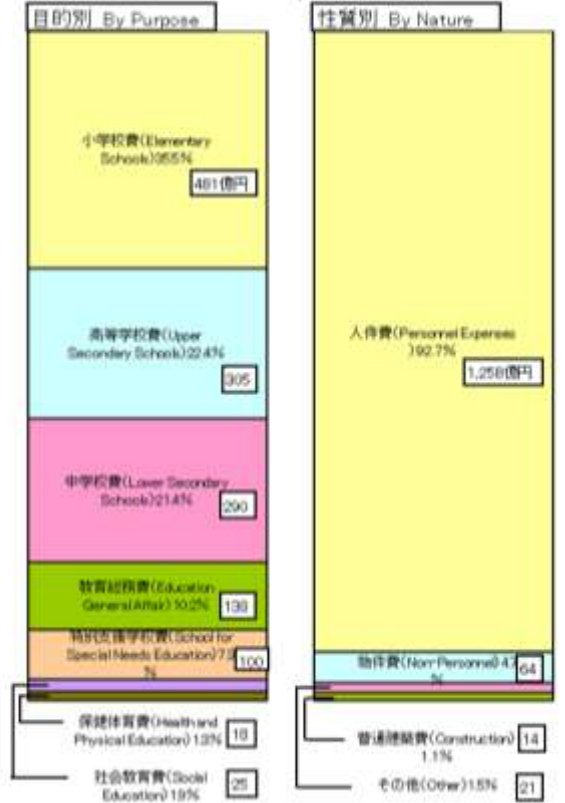 目的別 By Purpose
小学校費(Elementary
Schools)35.5%
481億円
高等学校費(Upper
Secondary Schools)22.4%
305
中学校費(Lower Secondary
Schools)21.4%
290
教育総務費(Education
General Affair)10.2%
特別支援学校費(School for
Special Needs Education)7.
%
100
保健体育費(Health and
Physical Education)1.3%
18
社会教育費(Social
Education)1.9%
25
性質別 By Nature
人件費(Personnel Expenses
)92.7%
1,258億円
物件費(Non-Personnel)4.7
%
64
普通建築費(Construction)
1.1%
14
その他(Other)1.5%
21